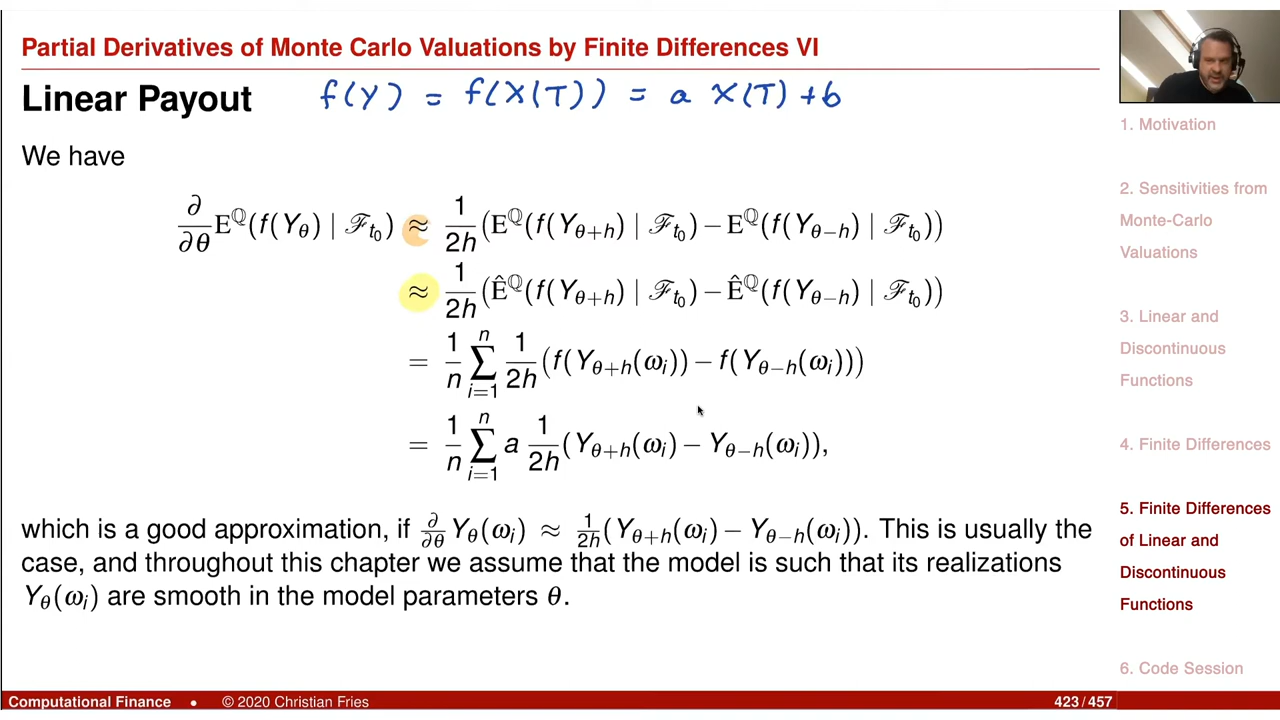 Partial Derivatives of Monte Carlo Valuations by Finite Differences VI
Linear Payout f(Y) = f(X(T)) = a X(T) + b
We have
∂/∂θ E^ℚ(f(Y_θ) | ℱ_{t_0}) ≈ 1/2h (E^ℚ(f(Y_{θ+h}) | ℱ_{t_0}) − E^ℚ(f(Y_{θ−h}) | ℱ_{t_0}))
≈ 1/2h (Ê^ℚ(f(Y_{θ+h}) | ℱ_{t_0}) − Ê^ℚ(f(Y_{θ−h}) | ℱ_{t_0}))
= 1/n ∑_{i=1}^{n} 1/2h (f(Y_{θ+h}(ω_i)) − f(Y_{θ−h}(ω_i)))
= 1/n ∑_{i=1}^{n} a 1/2h (Y_{θ+h}(ω_i) − Y_{θ−h}(ω_i)),
which is a good approximation, if ∂/∂θ Y_θ(ω_i) ≈ 1/2h (Y_{θ+h}(ω_i) − Y_{θ−h}(ω_i)). This is usually the
case, and throughout this chapter we assume that the model is such that its realizations
Y_θ(ω_i) are smooth in the model parameters θ.
1. Motivation
2. Sensitivities from
Monte-Carlo
Valuations
3. Linear and
Discontinuous
Functions
4. Finite Differences
5. Finite Differences
of Linear and
Discontinuous
Functions
6. Code Session
Computational Finance • © 2020 Christian Fries 423 / 457